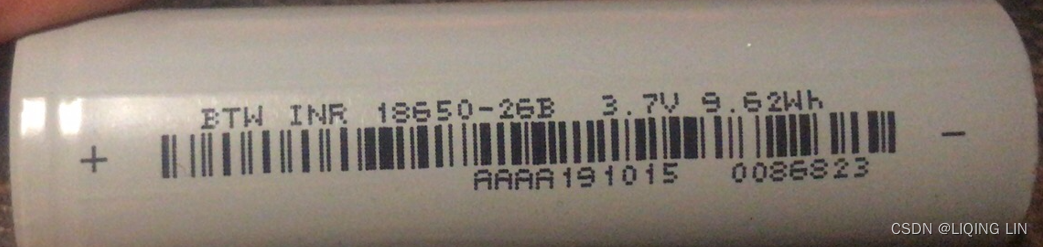 BTW INR 18650-26B 3.7V 9.62Wh
+ −
AAAA191015 0086823
CSDN @LIQING LIN